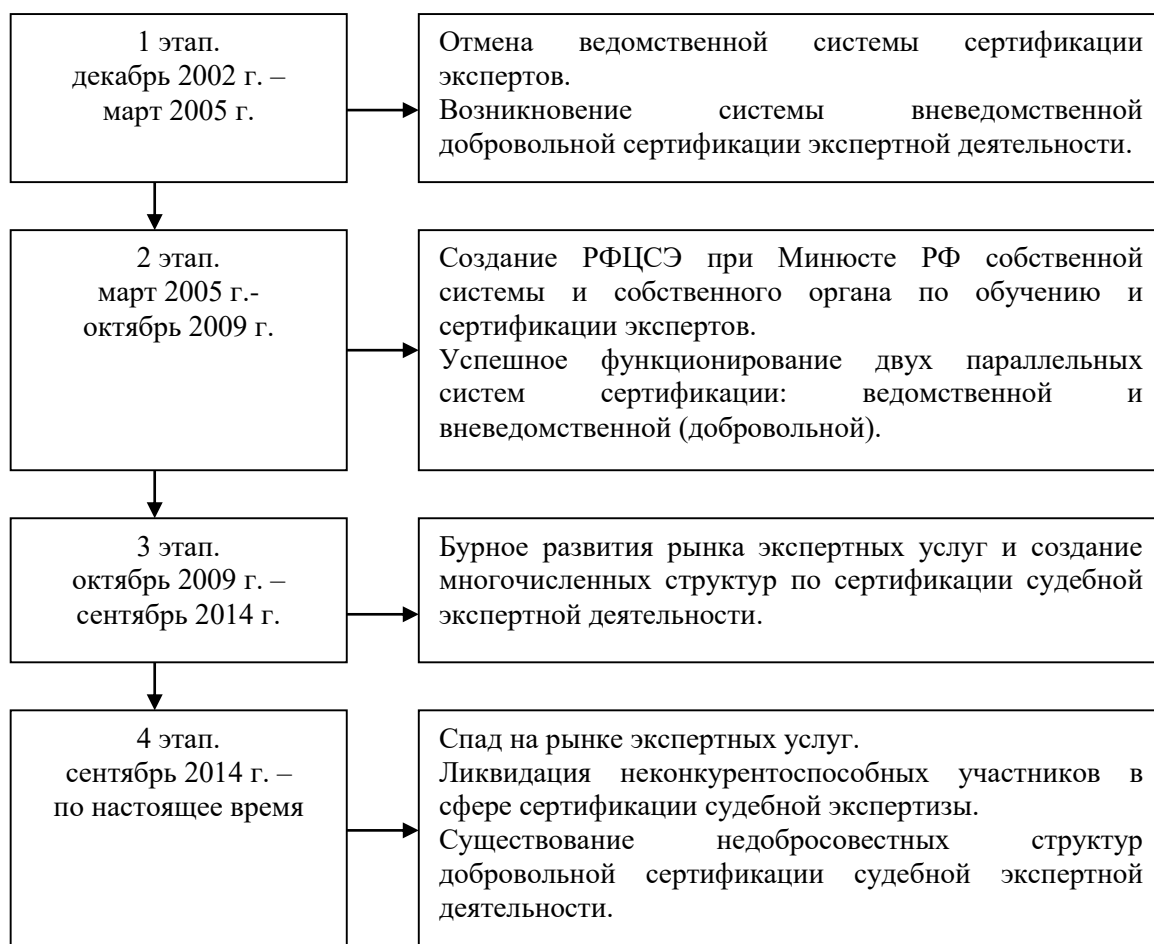 1 этап.
декабрь 2002 г. –
март 2005 г.
Отмена ведомственной системы сертификации
экспертов.
Возникновение системы вневедомственной
добровольной сертификации экспертной деятельности.
2 этап.
март 2005 г.-
октябрь 2009 г.
Создание РФЦСЭ при Минюсте РФ собственной
системы и собственного органа по обучению и
сертификации экспертов.
Успешное функционирование двух параллельных
систем сертификации: ведомственной и
вневедомственной (добровольной).
3 этап.
октябрь 2009 г. –
сентябрь 2014 г.
Бурное развития рынка экспертных услуг и создание
многочисленных структур по сертификации судебной
экспертной деятельности.
4 этап.
сентябрь 2014 г. –
по настоящее время
Спад на рынке экспертных услуг.
Ликвидация неконкурентоспособных участников в
сфере сертификации судебной экспертизы.
Существование недобросовестных структур
добровольной сертификации судебной экспертной
деятельности.